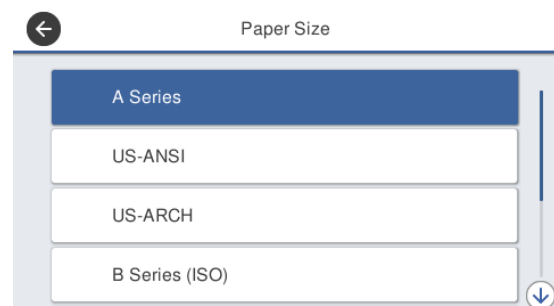 Paper Size
A Series
US-ANSI
US-ARCH
B Series (ISO)